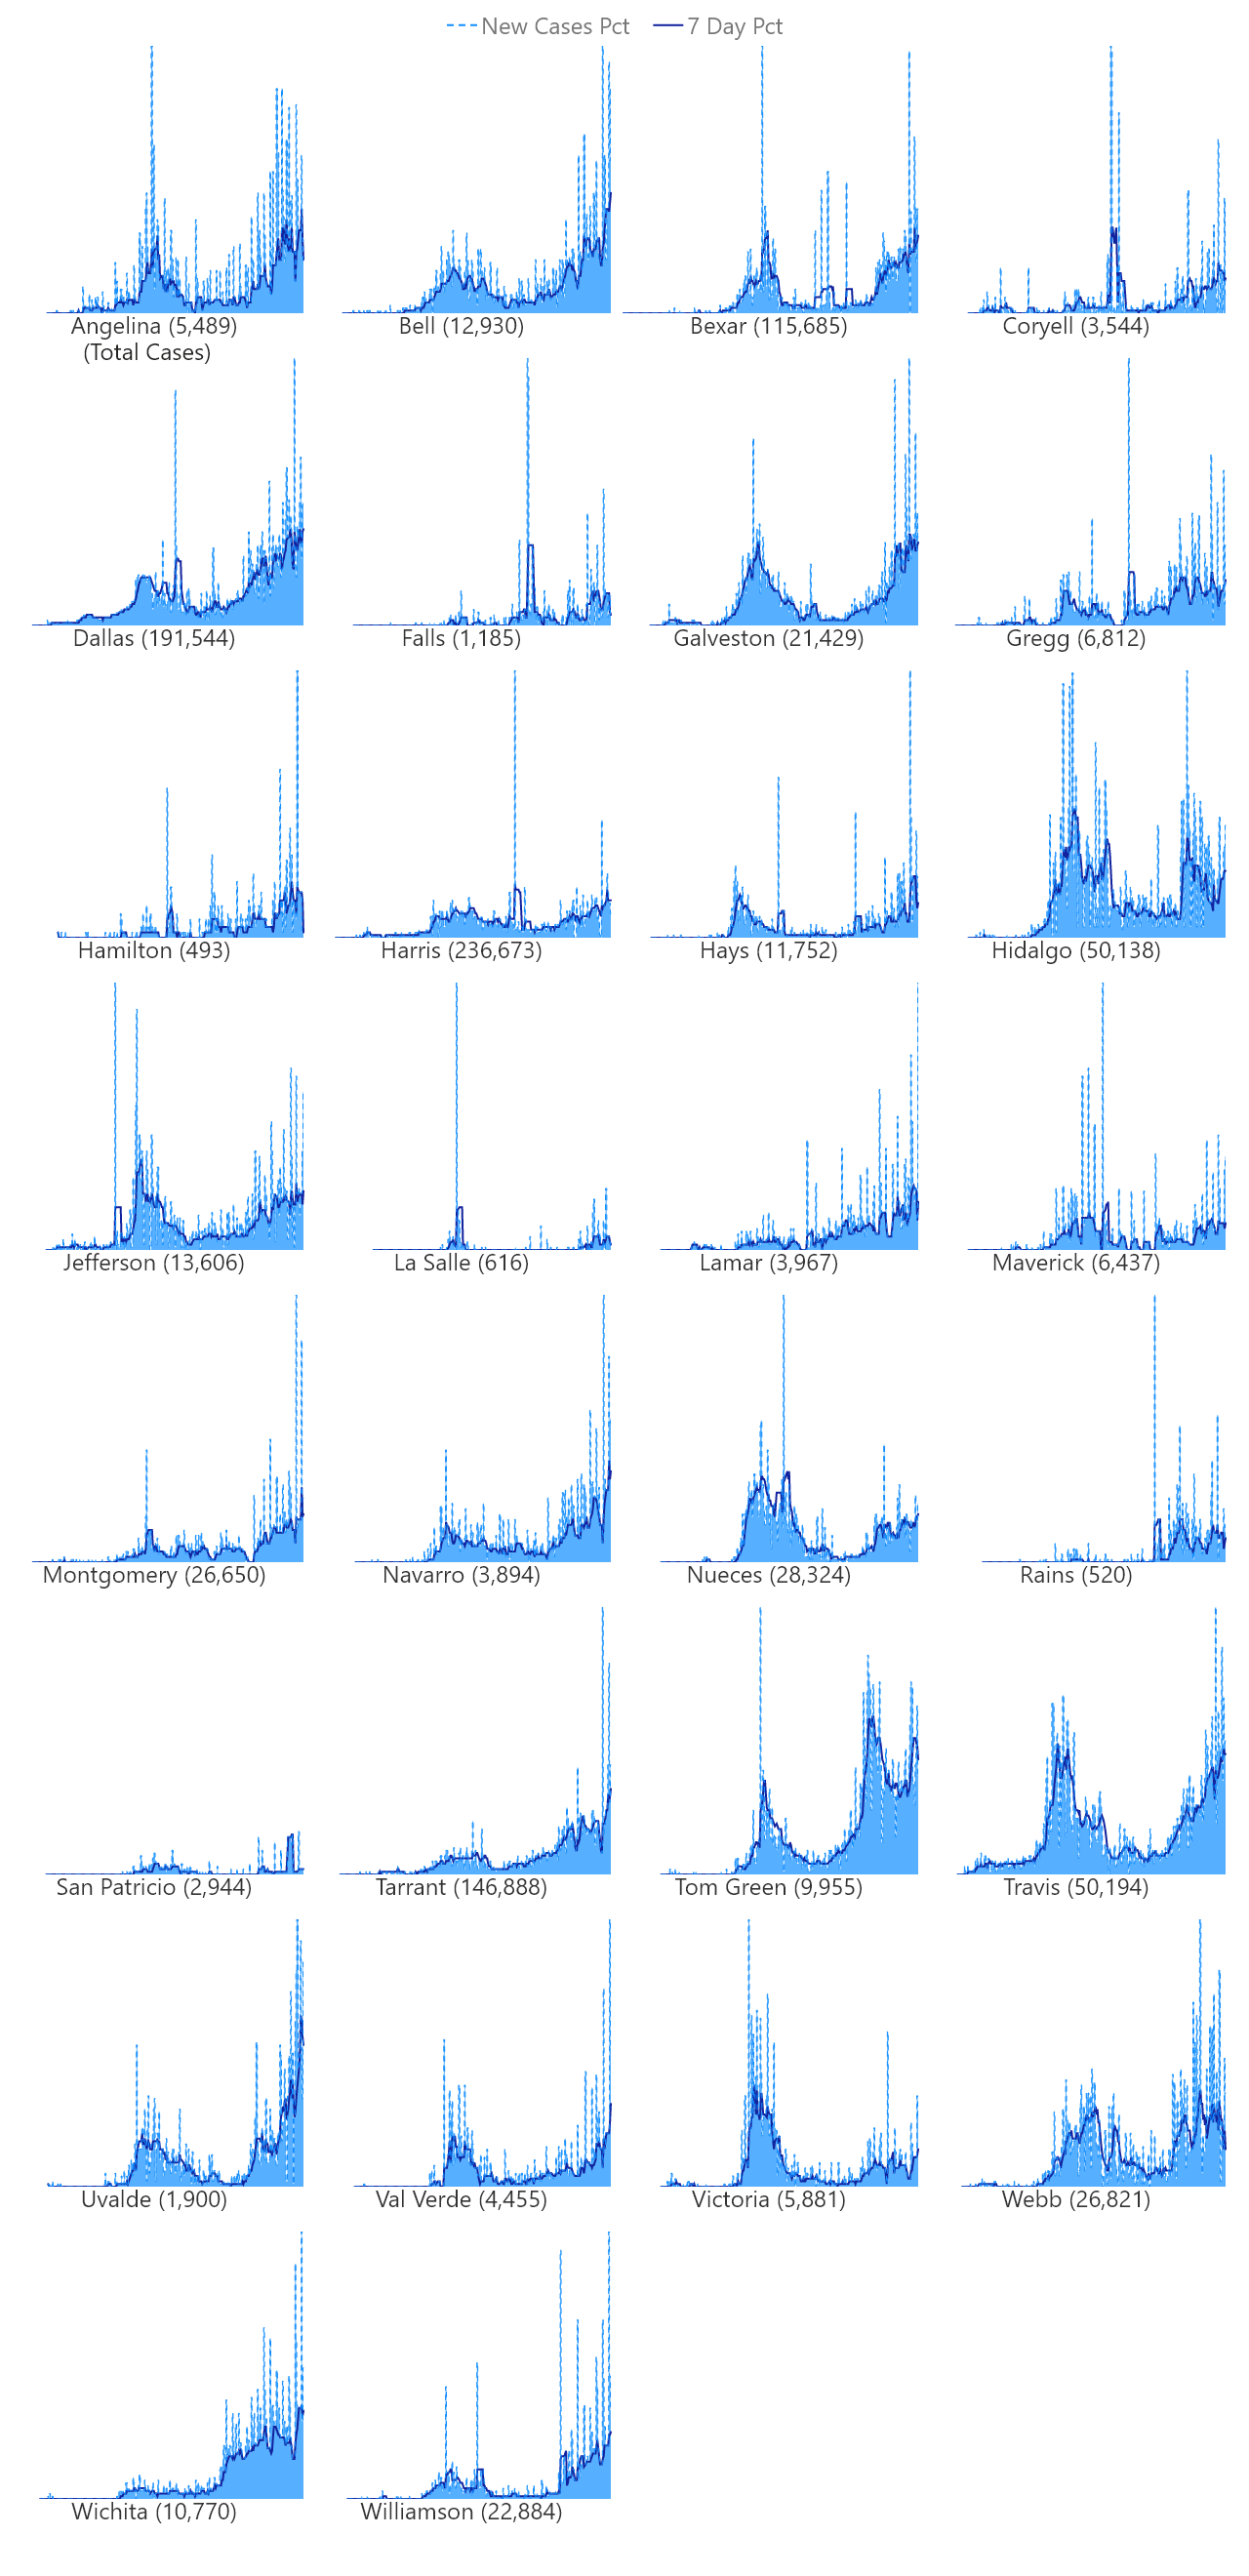 New Cases Pct 7 Day Pct
Angelina (5,489) Bell (12,930) Bexar (115,685) Coryell (3,544)
(Total Cases)
Dallas (191,544) Falls (1,185) Galveston (21,429) Gregg (6,812)
Hamilton (493) Harris (236,673) Hays (11,752) Hidalgo (50,138)
Jefferson (13,606) La Salle (616) Lamar (3,967) Maverick (6,437)
Montgomery (26,650) Navarro (3,894) Nueces (28,324) Rains (520)
San Patricio (2,944) Tarrant (146,888) Tom Green (9,955) Travis (50,194)
Uvalde (1,900) Val Verde (4,455) Victoria (5,881) Webb (26,821)
Wichita (10,770) Williamson (22,884)